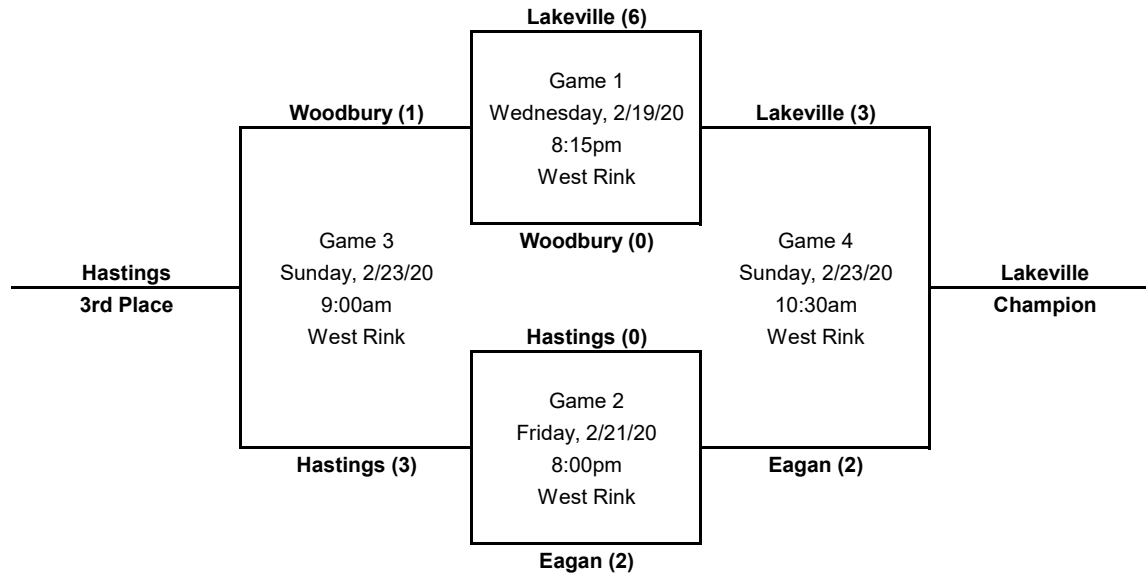 Lakeville (6)
Game 1
Wednesday, 2/19/20
8:15pm
West Rink
Woodbury (0)
Woodbury (1)
Lakeville (3)
Game 3
Sunday, 2/23/20
9:00am
West Rink
Game 4
Sunday, 2/23/20
10:30am
West Rink
Hastings
3rd Place
Lakeville
Champion
Hastings (0)
Game 2
Friday, 2/21/20
8:00pm
West Rink
Eagan (2)
Hastings (3)
Eagan (2)